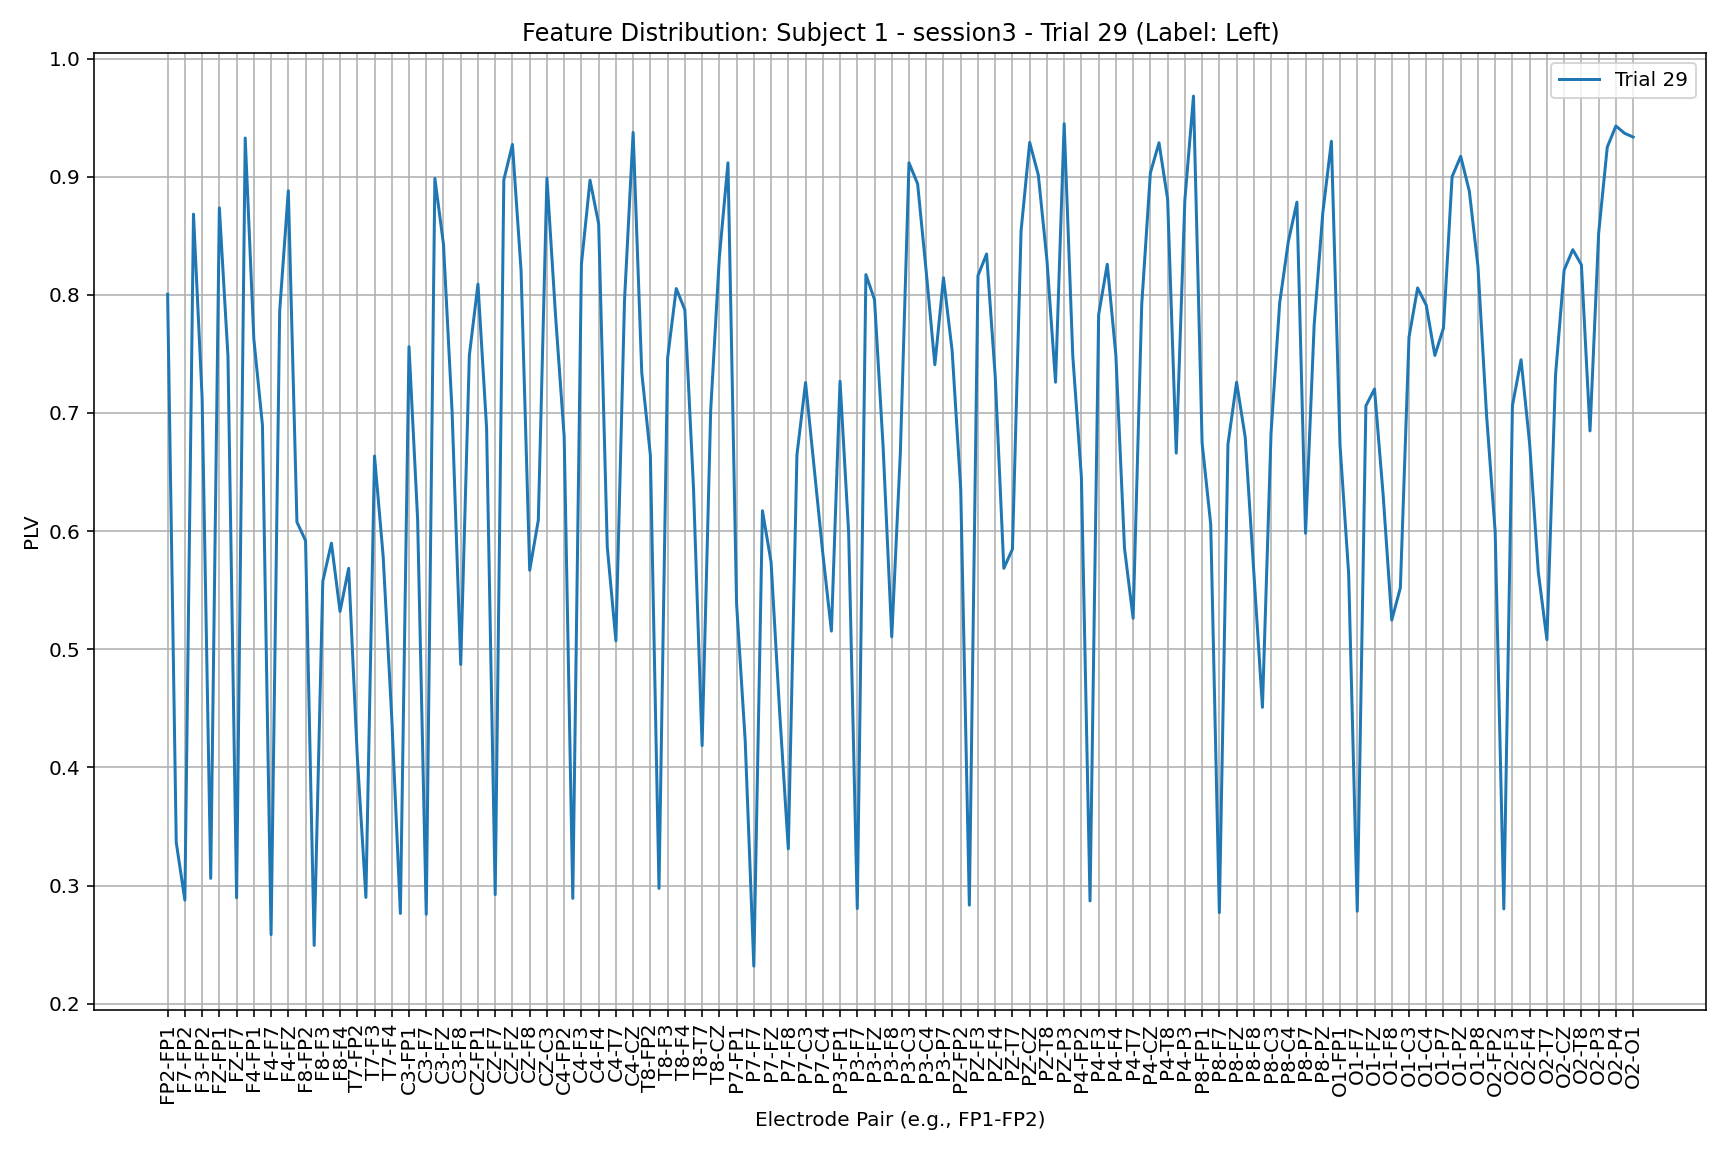 Feature Distribution: Subject 1 - session3 - Trial 29 (Label: Left)
Trial 29
1.0
0.9
0.8
0.7
0.6
0.5
0.4
0.3
0.2
PLV
FP2-FP1
F7-FP2
F3-FP2
FZ-FP1
FZ-F7
F4-FP1
F4-F7
F4-FZ
F8-FP2
F8-F3
F8-F4
T7-FP2
T7-F3
T7-F4
C3-FP1
C3-F7
C3-FZ
C3-F8
CZ-FP1
CZ-F7
CZ-FZ
CZ-F8
CZ-C3
C4-FP2
C4-F3
C4-F4
C4-T7
C4-CZ
T8-FP2
T8-F3
T8-F4
T8-T7
T8-CZ
P7-FP1
P7-F7
P7-FZ
P7-F8
P7-C3
P7-C4
P3-FP1
P3-F7
P3-FZ
P3-F8
P3-C3
P3-C4
P3-P7
PZ-FP2
PZ-F3
PZ-F4
PZ-T7
PZ-CZ
PZ-T8
PZ-P3
P4-FP2
P4-F3
P4-F4
P4-T7
P4-CZ
P4-T8
P4-P3
P8-FP1
P8-F7
P8-FZ
P8-F8
P8-C3
P8-C4
P8-P7
P8-PZ
O1-FP1
O1-F7
O1-FZ
O1-F8
O1-C3
O1-C4
O1-P7
O1-PZ
O1-P8
O2-FP2
O2-F3
O2-F4
O2-T7
O2-CZ
O2-T8
O2-P3
O2-P4
O2-O1
Electrode Pair (e.g., FP1-FP2)